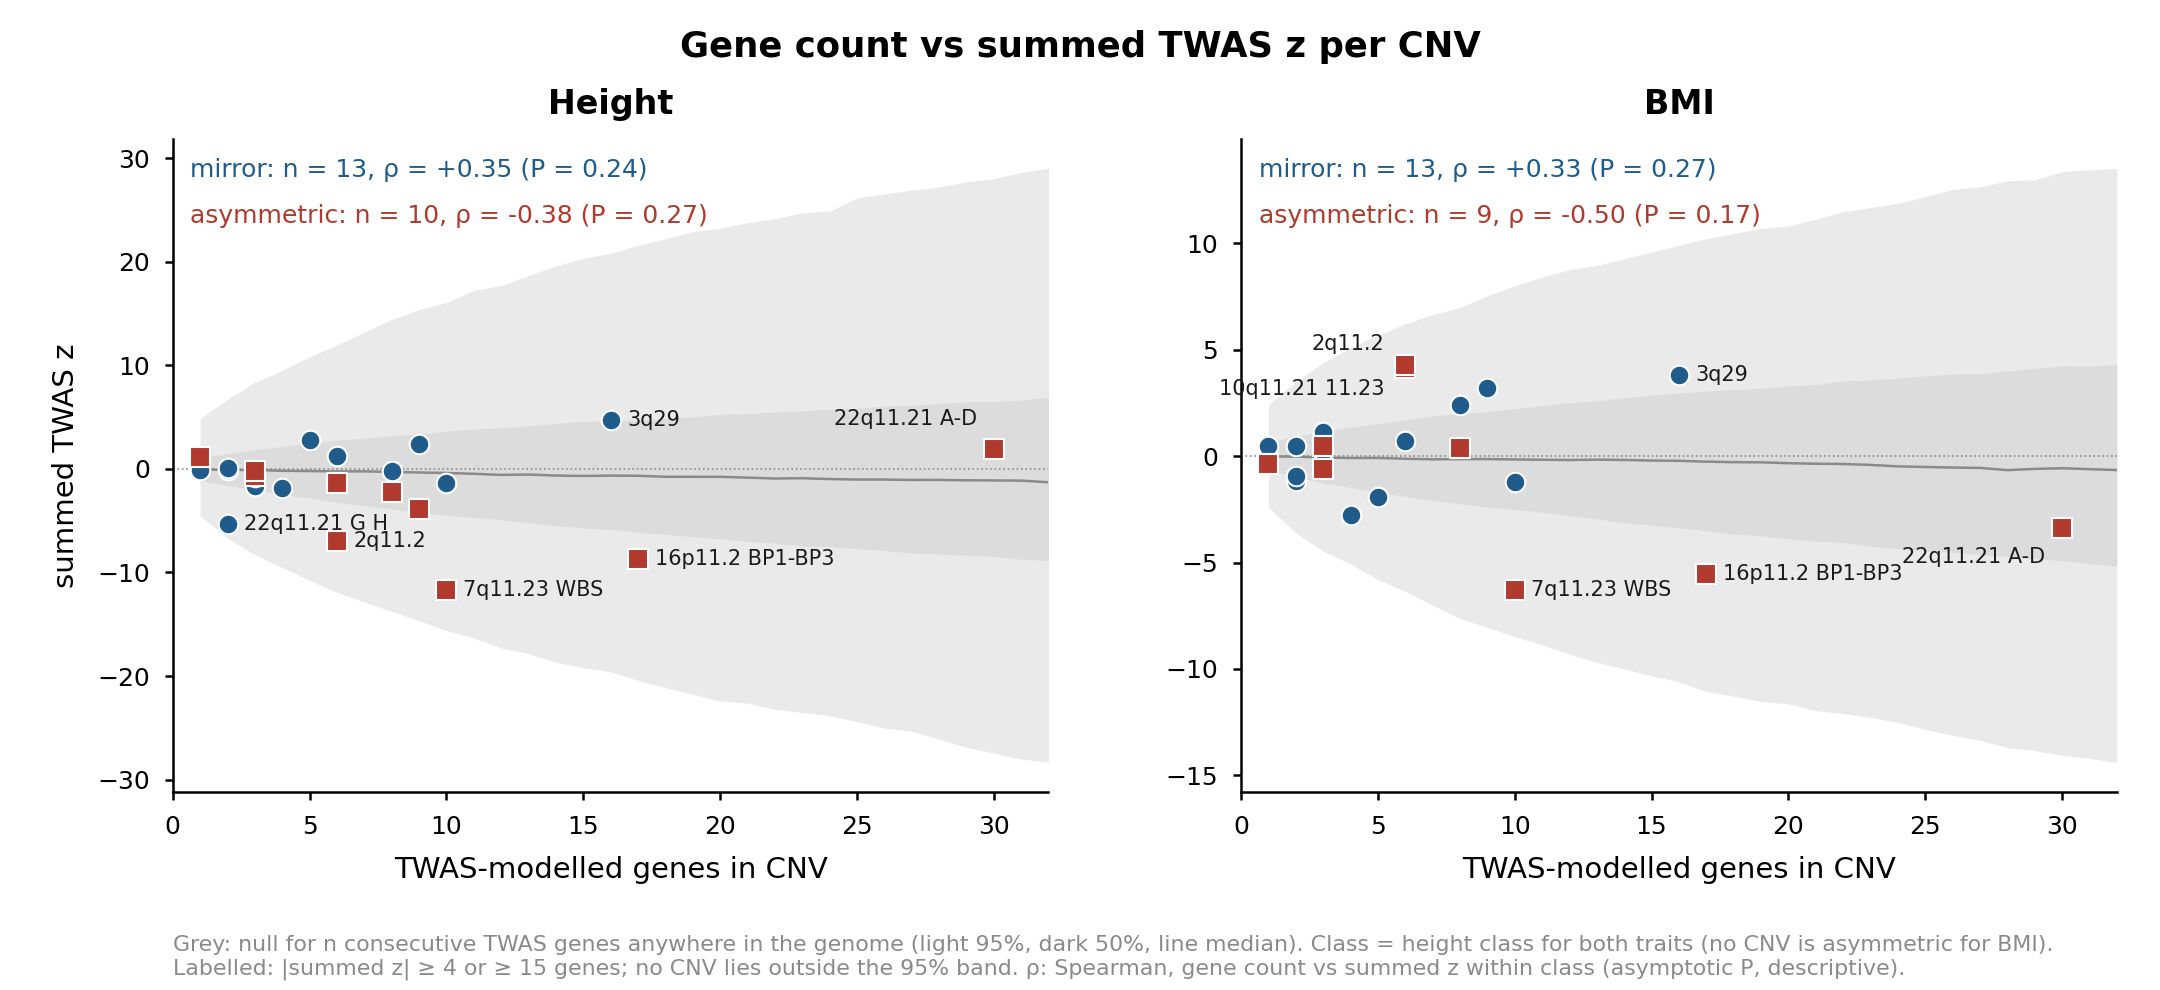 Gene count vs summed TWAS z per CNV
Height
mirror: n = 13, ρ = +0.35 (P = 0.24)
asymmetric: n = 10, ρ = -0.38 (P = 0.27)
30
20
10
0
−10
−20
−30
summed TWAS z
3q29
22q11.21 A-D
22q11.21 G H
2q11.2
16p11.2 BP1-BP3
7q11.23 WBS
0
5
10
15
20
25
30
TWAS-modelled genes in CNV
BMI
mirror: n = 13, ρ = +0.33 (P = 0.27)
asymmetric: n = 9, ρ = -0.50 (P = 0.17)
10
5
0
−5
−10
−15
2q11.2
10q11.21 11.23
3q29
22q11.21 A-D
16p11.2 BP1-BP3
7q11.23 WBS
0
5
10
15
20
25
30
TWAS-modelled genes in CNV
Grey: null for n consecutive TWAS genes anywhere in the genome (light 95%, dark 50%, line median). Class = height class for both traits (no CNV is asymmetric for BMI).
Labelled: |summed z| ≥ 4 or ≥ 15 genes; no CNV lies outside the 95% band. ρ: Spearman, gene count vs summed z within class (asymptotic P, descriptive).